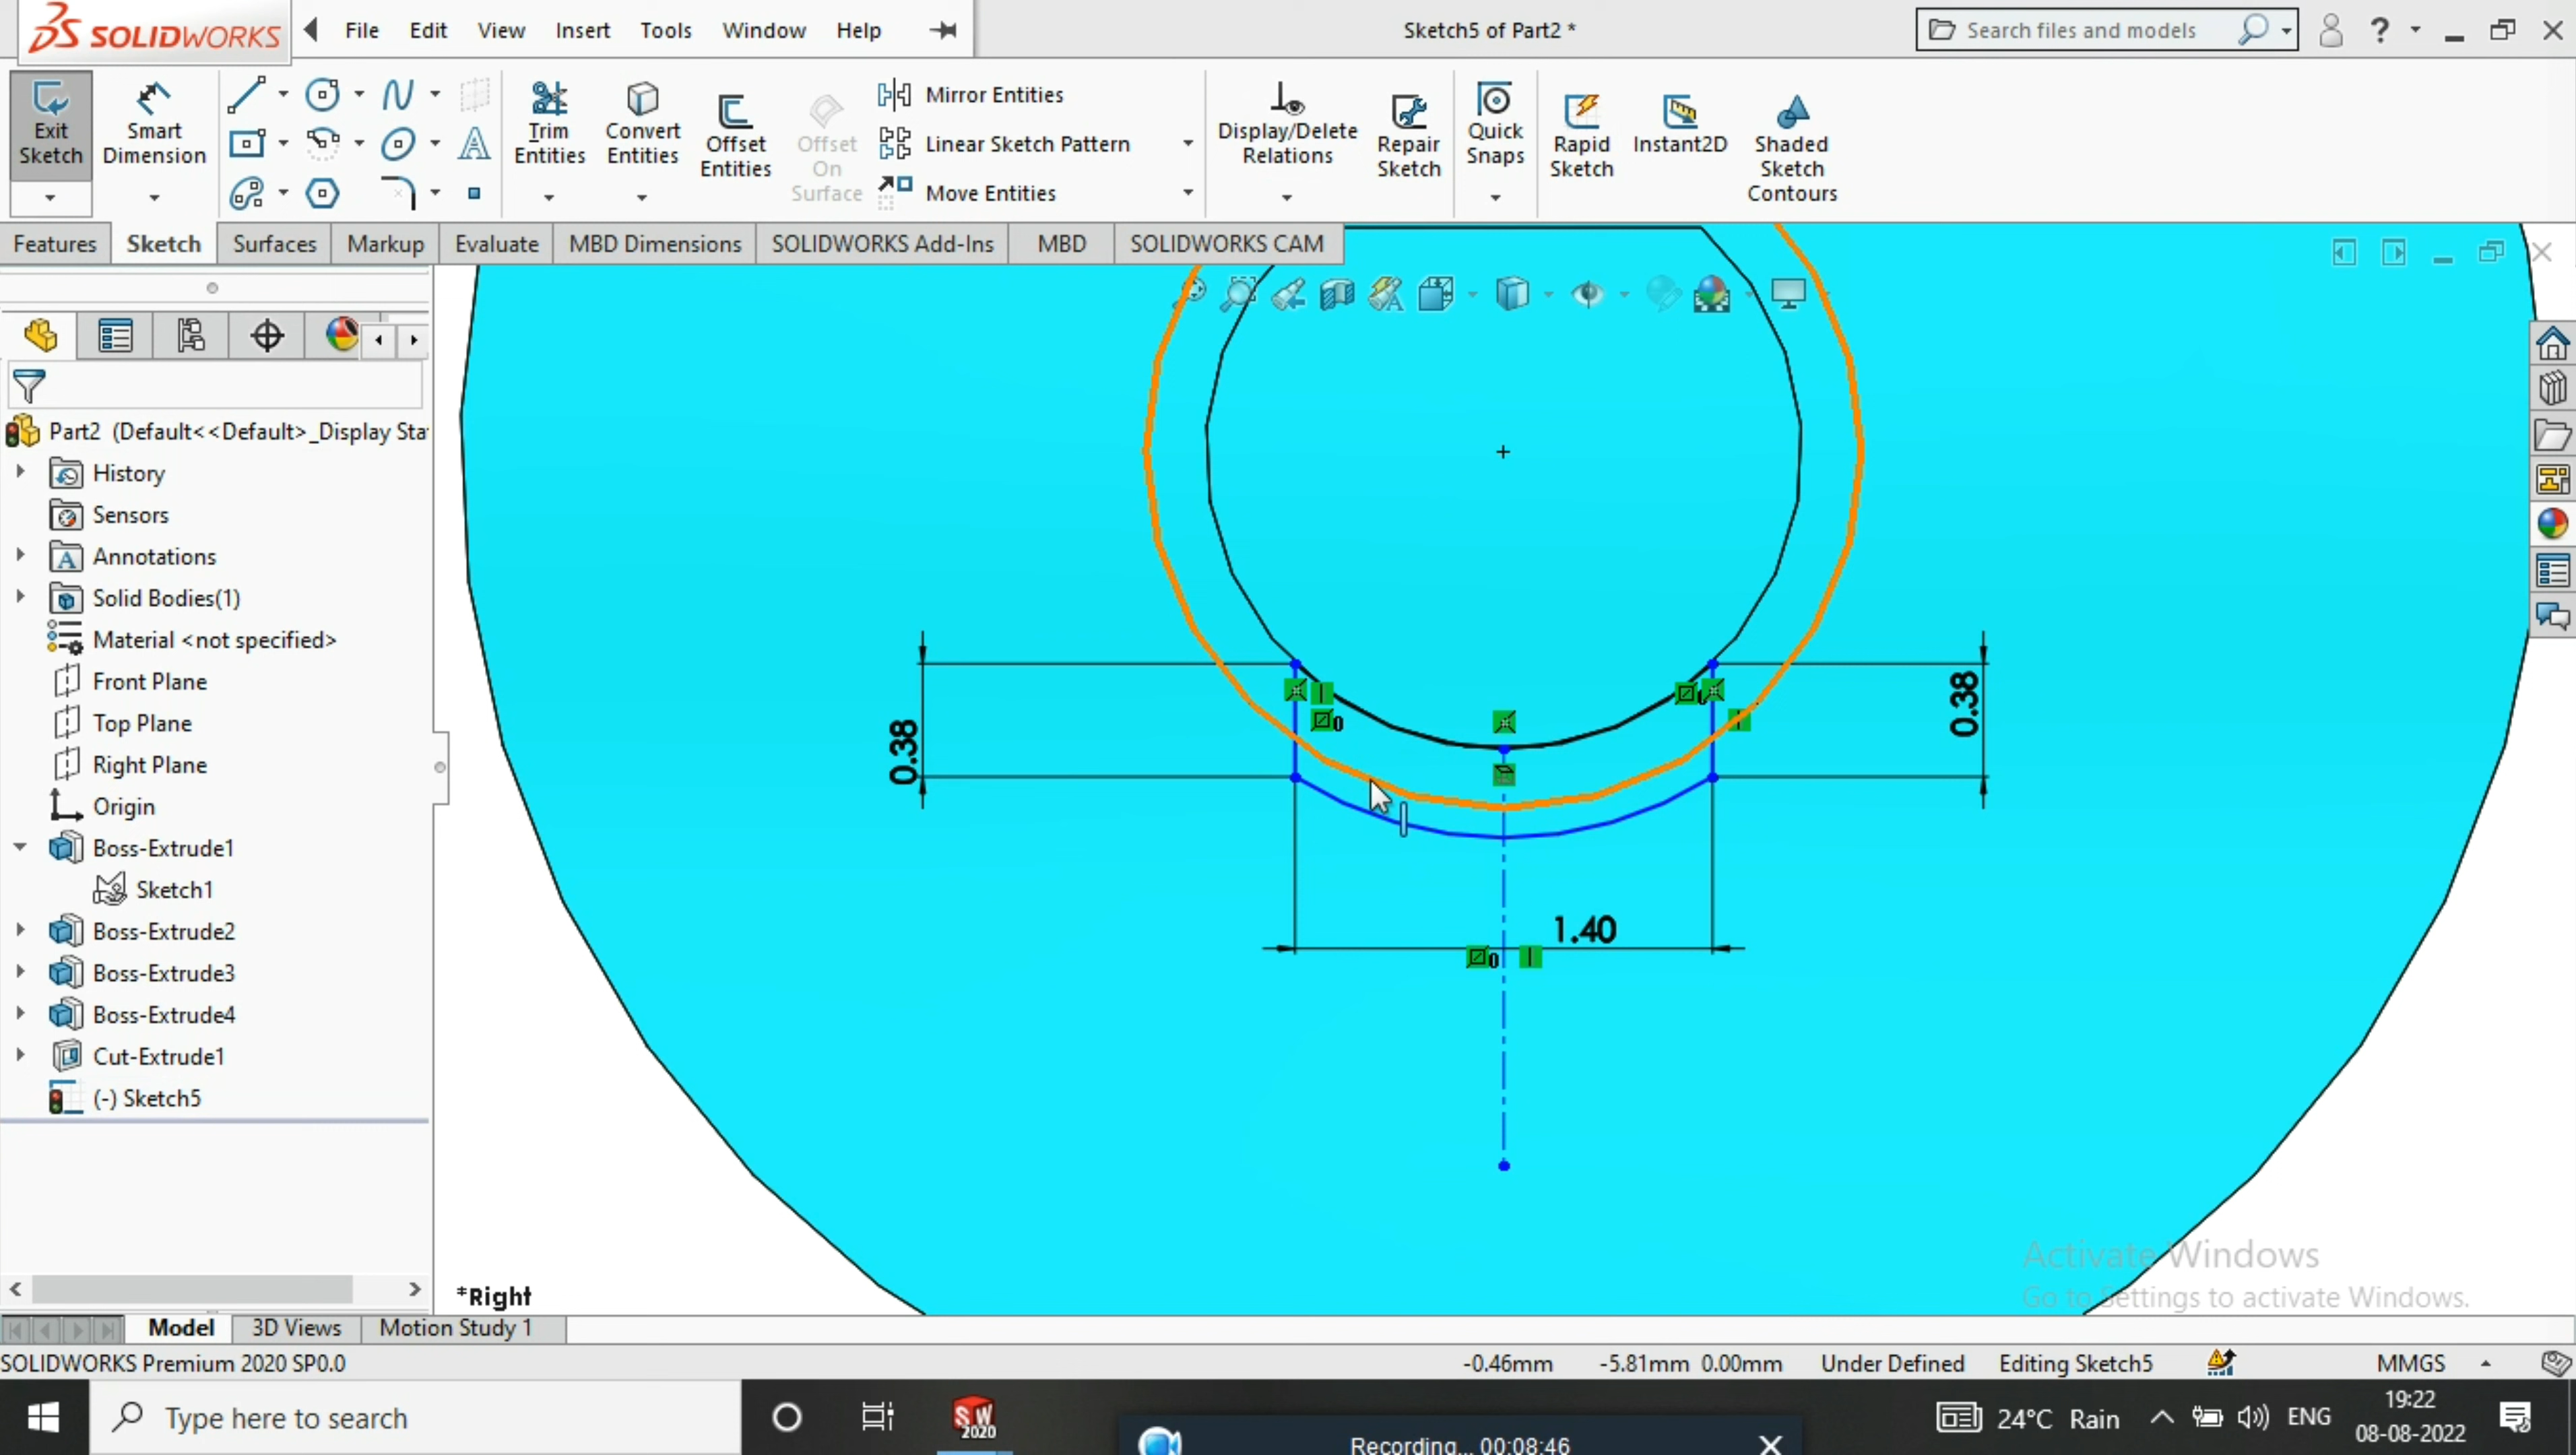 SOLIDWORKS File Edit View Insert Tools Window Help Sketch5 of Part2 * Search files and models ?
Exit Sketch
Smart Dimension
Trim Entities
Convert Entities
Offset Entities
Offset On Surface
Mirror Entities
Linear Sketch Pattern
Move Entities
Display/Delete Relations
Repair Sketch
Quick Snaps
Rapid Sketch
Instant2D
Shaded Sketch Contours
Features Sketch Surfaces Markup Evaluate MBD Dimensions SOLIDWORKS Add-Ins MBD SOLIDWORKS CAM
Part2 (Default<<Default>_Display Sta
History
Sensors
Annotations
Solid Bodies(1)
Material <not specified>
Front Plane
Top Plane
Right Plane
Origin
Boss-Extrude1
Sketch1
Boss-Extrude2
Boss-Extrude3
Boss-Extrude4
Cut-Extrude1
(-) Sketch5
0.38
0.38
0
0
1.40
0
*Right
Activate Windows
Go to Settings to activate Windows.
Model 3D Views Motion Study 1
SOLIDWORKS Premium 2020 SP0.0 -0.46mm -5.81mm 0.00mm Under Defined Editing Sketch5 MMGS
Type here to search SW 2020 24°C Rain ENG 19:22
08-08-2022
Recording... 00:08:46